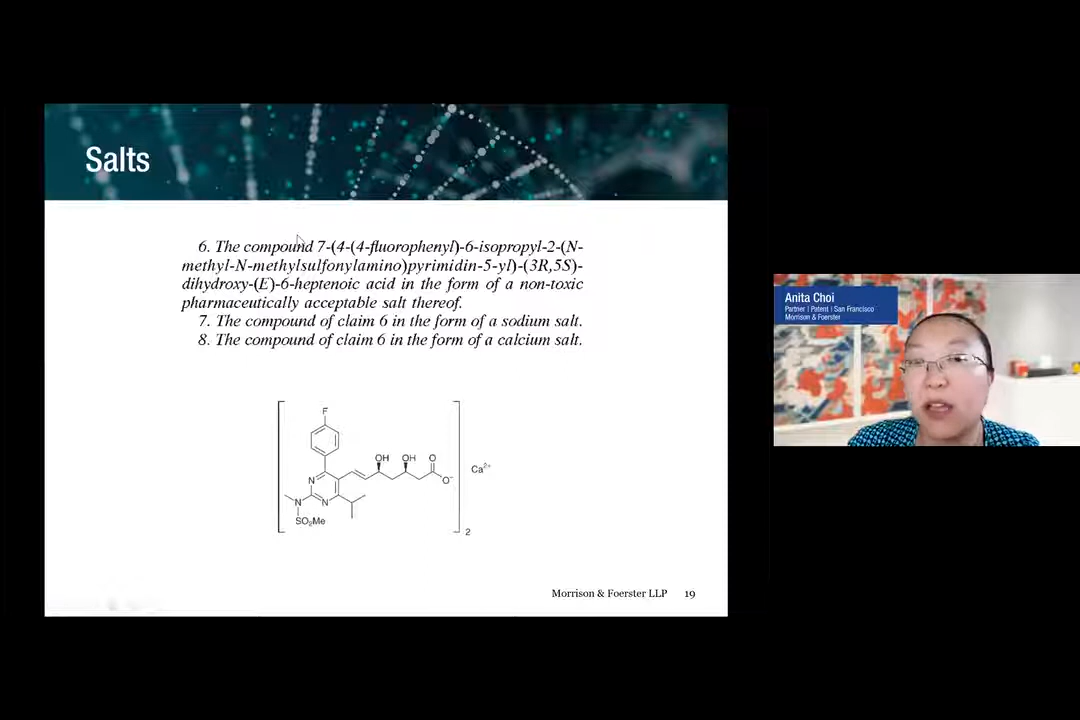 Salts
6. The compound 7-(4-(4-fluorophenyl)-6-isopropyl-2-(N-
methyl-N-methylsulfonylamino)pyrimidin-5-yl)-(3R,5S)-
dihydroxy-(E)-6-heptenoic acid in the form of a non-toxic
pharmaceutically acceptable salt thereof.
7. The compound of claim 6 in the form of a sodium salt.
8. The compound of claim 6 in the form of a calcium salt.
F
OH OH O
O⁻
Ca²⁺
N
N N
SO₂Me
2
Morrison & Foerster LLP 19
Anita Choi
Partner | Patent | San Francisco
Morrison & Foerster